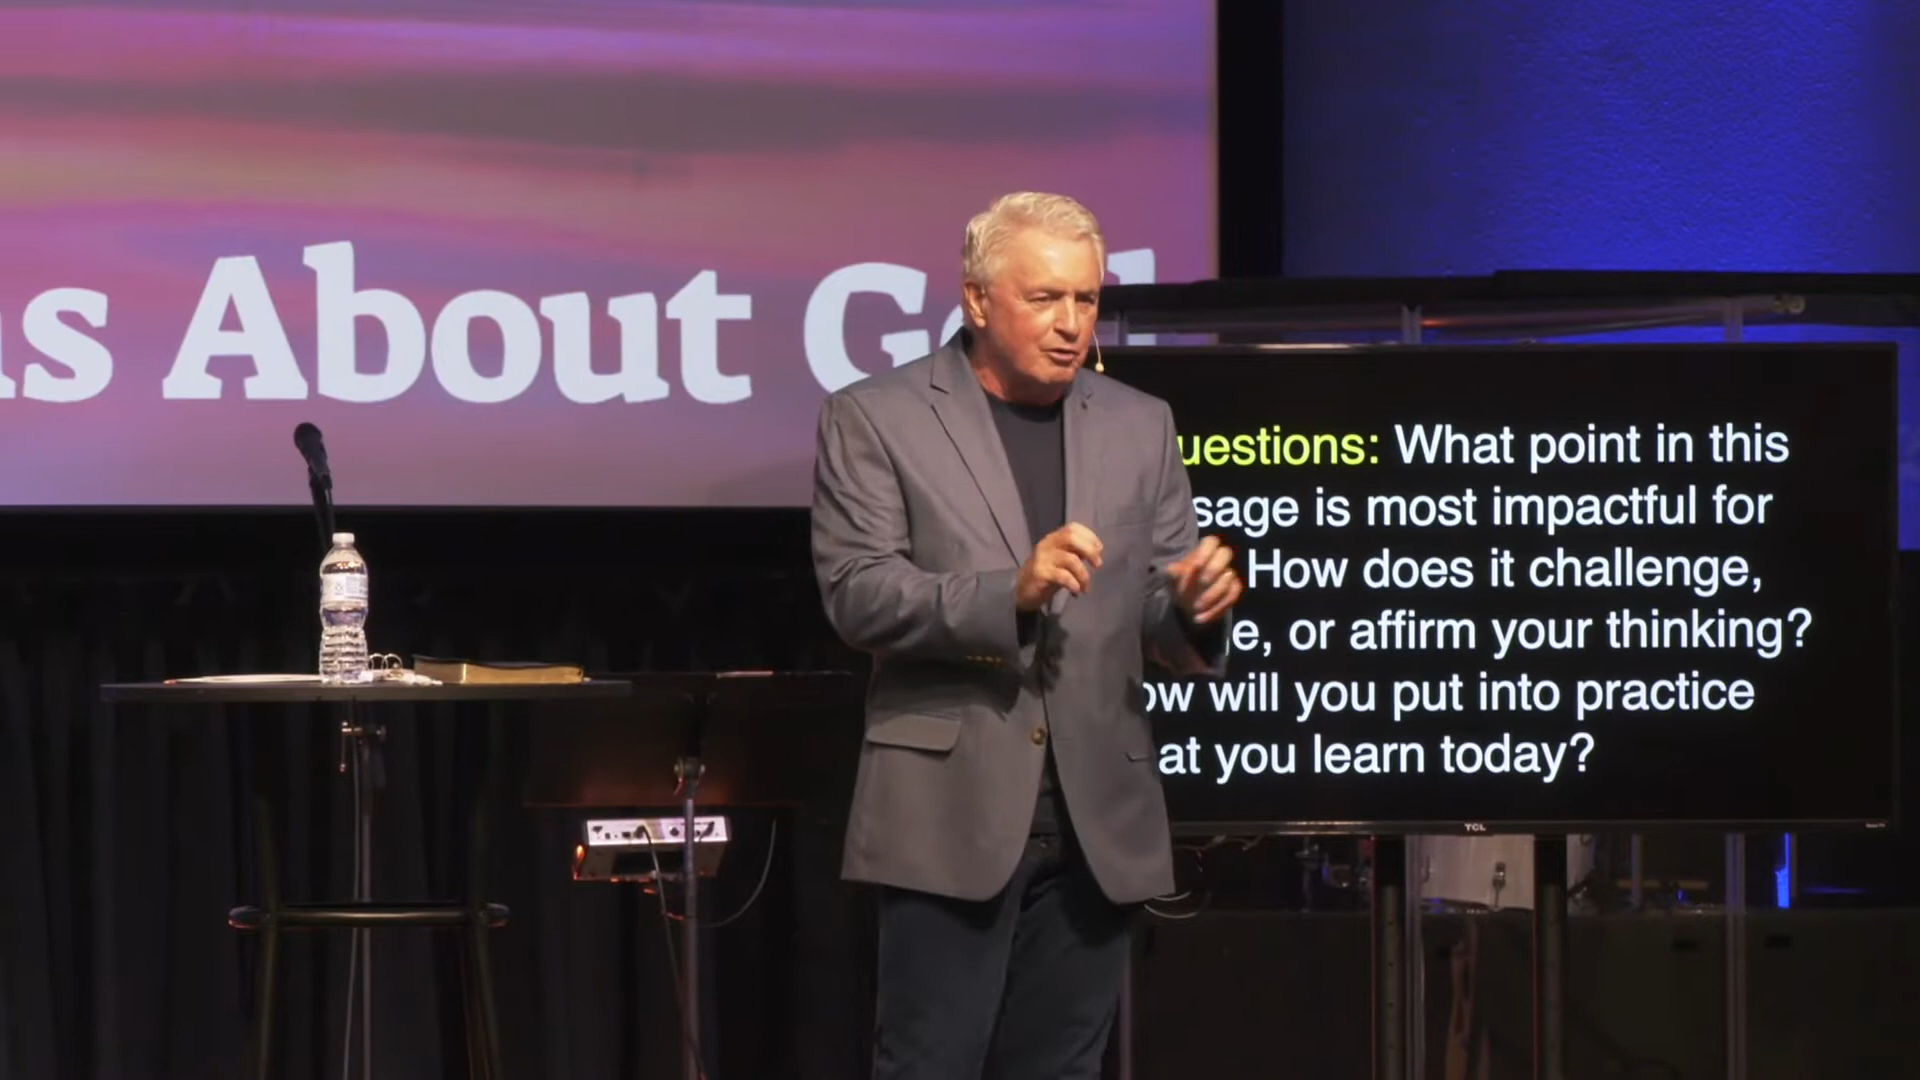 s About G
uestions: What point in this
sage is most impactful for
How does it challenge,
e, or affirm your thinking?
ow will you put into practice
at you learn today?
TCL